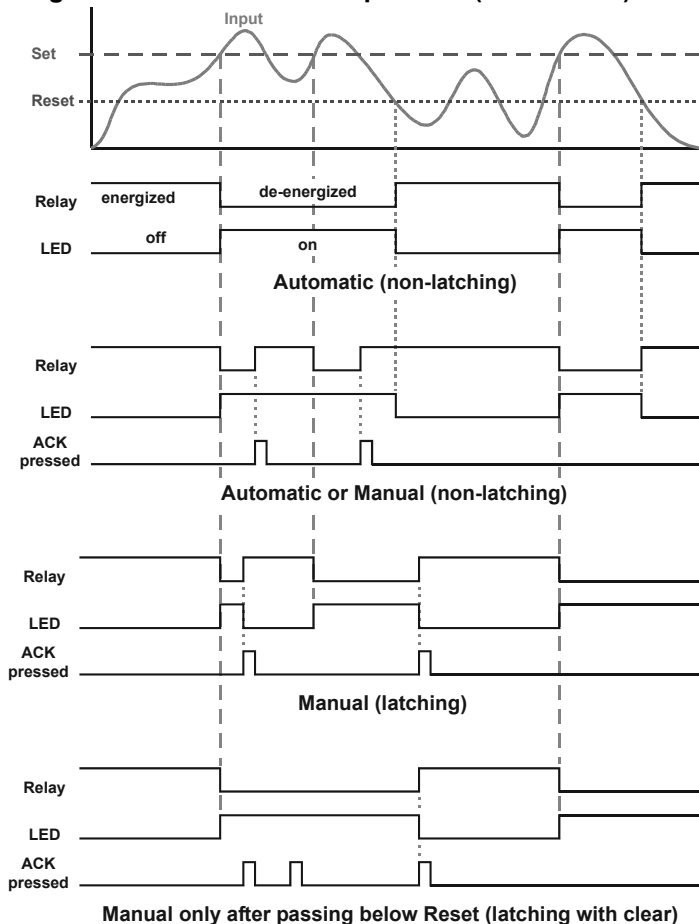 Input
Set
Reset
Relay energized de-energized
LED off on
Automatic (non-latching)
Relay
LED
ACK
pressed
Automatic or Manual (non-latching)
Relay
LED
ACK
pressed
Manual (latching)
Relay
LED
ACK
pressed
Manual only after passing below Reset (latching with clear)